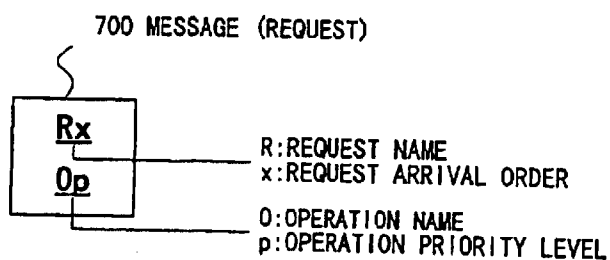 700 MESSAGE (REQUEST)
Rx
R:REQUEST NAME
x:REQUEST ARRIVAL ORDER
Op
O:OPERATION NAME
p:OPERATION PRIORITY LEVEL